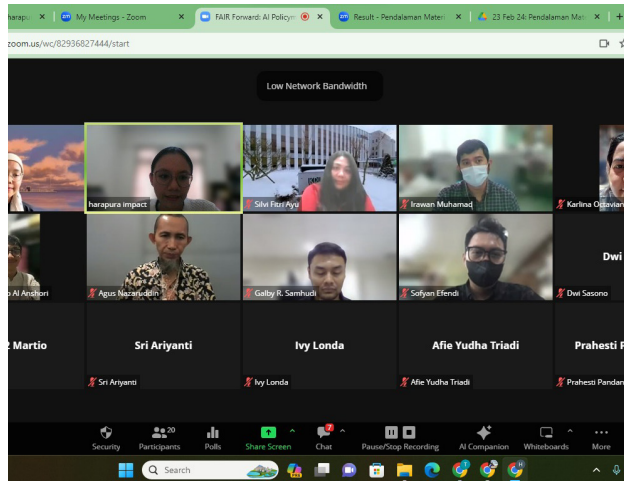 harapu
My Meetings - Zoom
FAIR Forward: AI Policym
Result - Pendalaman Materi
23 Feb 24: Pendalaman Mat
zoom.us/wc/82936827444/start
Low Network Bandwidth
harapura impact
Silvi Fitri Ayu
Irawan Muhamad
Karlina Octavian
Al Anshori
Agus Nazaruddin
Galby R. Samhudi
Sofyan Efendi
Dwi
Dwi Sasono
Martio
Sri Ariyanti
Ivy Londa
Afie Yudha Triadi
Prahesti P
Sri Ariyanti
Ivy Londa
Afie Yudha Triadi
Prahesti Pandan
20
7
Security
Participants
Polls
Share Screen
Chat
Pause/Stop Recording
AI Companion
Whiteboards
More
Search